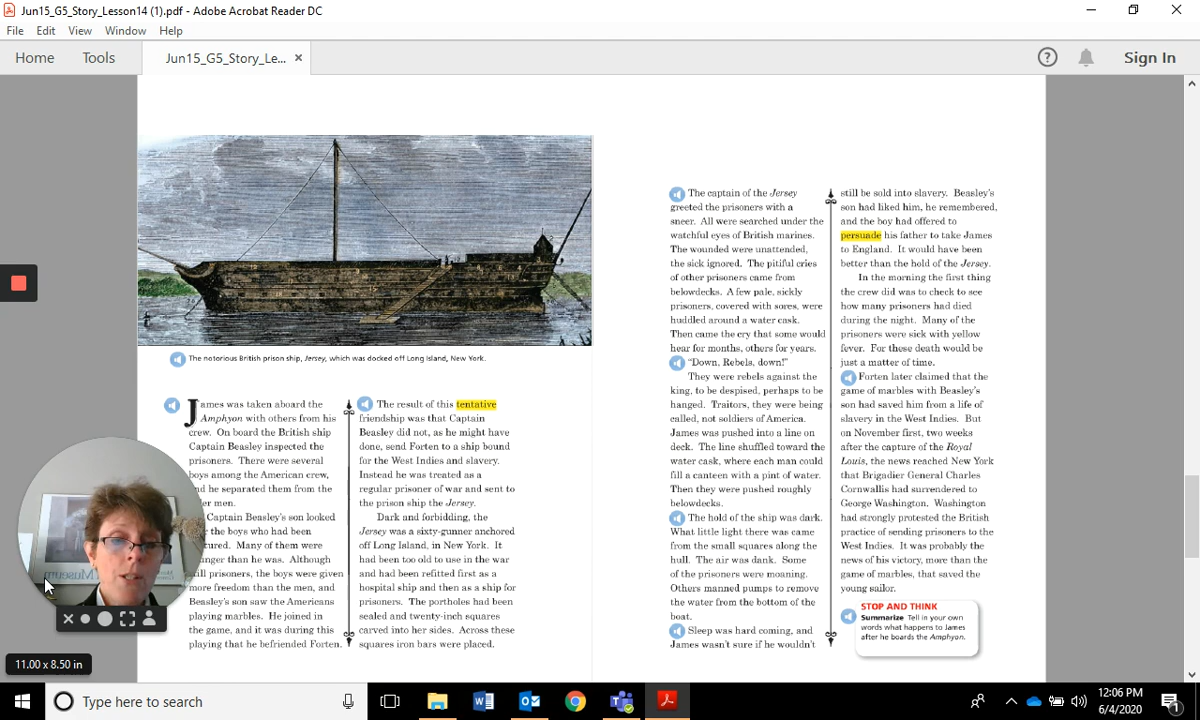 Jun15_G5_Story_Lesson14 (1).pdf - Adobe Acrobat Reader DC
File Edit View Window Help
Home Tools Jun15_G5_Story_Le... × Sign In
The notorious British prison ship, Jersey, which was docked off Long Island, New York.
James was taken aboard the
Amphyon with others from his
crew. On board the British ship
Captain Beasley inspected the
prisoners. There were several
boys among the American crew,
he separated them from the
men.
Captain Beasley's son looked
the boys who had been
Many of them were
than he was. Although
prisoners, the boys were given
more freedom than the men, and
Beasley's son saw the Americans
playing marbles. He joined in
the game, and it was during this
playing that he befriended Forten.
The result of this tentative
friendship was that Captain
Beasley did not, as he might have
done, send Forten to a ship bound
for the West Indies and slavery.
Instead he was treated as a
regular prisoner of war and sent to
the prison ship the Jersey.
Dark and forbidding, the
Jersey was a sixty-gunner anchored
off Long Island, in New York. It
had been too old to use in the war
and had been refitted first as a
hospital ship and then as a ship for
prisoners. The portholes had been
sealed and twenty-inch squares
carved into her sides. Across these
squares iron bars were placed.
The captain of the Jersey
greeted the prisoners with a
sneer. All were searched under the
watchful eyes of British marines.
The wounded were unattended,
the sick ignored. The pitiful cries
of other prisoners came from
belowdecks. A few pale, sickly
prisoners, covered with sores, were
huddled around a water cask.
Then came the cry that some would
hear for months, others for years.
"Down, Rebels, down!"
They were rebels against the
king, to be despised, perhaps to be
hanged. Traitors, they were being
called, not soldiers of America.
James was pushed into a line on
deck. The line shuffled toward the
water cask, where each man could
fill a canteen with a pint of water.
Then they were pushed roughly
belowdecks.
The hold of the ship was dark.
What little light there was came
from the small squares along the
hull. The air was dank. Some
of the prisoners were moaning.
Others manned pumps to remove
the water from the bottom of the
boat.
Sleep was hard coming, and
James wasn't sure if he wouldn't
still be sold into slavery. Beasley's
son had liked him, he remembered,
and the boy had offered to
persuade his father to take James
to England. It would have been
better than the hold of the Jersey.
In the morning the first thing
the crew did was to check to see
how many prisoners had died
during the night. Many of the
prisoners were sick with yellow
fever. For these death would be
just a matter of time.
Forten later claimed that the
game of marbles with Beasley's
son had saved him from a life of
slavery in the West Indies. But
on November first, two weeks
after the capture of the Royal
Louis, the news reached New York
that Brigadier General Charles
Cornwallis had surrendered to
George Washington. Washington
had strongly protested the British
practice of sending prisoners to the
West Indies. It was probably the
news of his victory, more than the
game of marbles, that saved the
young sailor.
STOP AND THINK
Summarize Tell in your own
words what happens to James
after he boards the Amphyon.
11.00 x 8.50 in
Type here to search
12:06 PM
6/4/2020
1